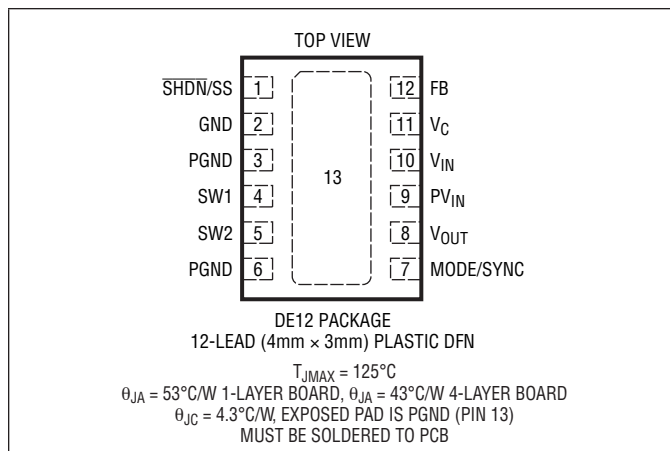 TOP VIEW
SHDN/SS 1
GND 2
PGND 3
SW1 4
SW2 5
PGND 6
13
12 FB
11 VC
10 VIN
9 PVIN
8 VOUT
7 MODE/SYNC
DE12 PACKAGE
12-LEAD (4mm × 3mm) PLASTIC DFN
TJMAX = 125°C
θJA = 53°C/W 1-LAYER BOARD, θJA = 43°C/W 4-LAYER BOARD
θJC = 4.3°C/W, EXPOSED PAD IS PGND (PIN 13)
MUST BE SOLDERED TO PCB